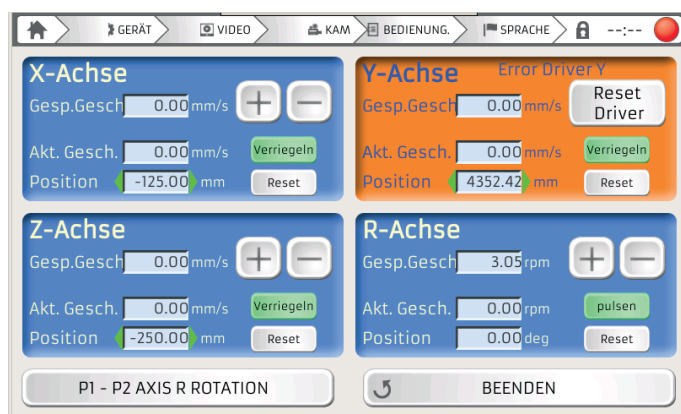 GERÄT VIDEO KAM BEDIENUNG. SPRACHE --:--
X-Achse
Gesp.Gesch 0.00 mm/s + −
Akt. Gesch. 0.00 mm/s Verriegeln
Position -125.00 mm Reset
Y-Achse Error Driver Y
Gesp.Gesch 0.00 mm/s Reset
Driver
Akt. Gesch. 0.00 mm/s Verriegeln
Position 4352.42 mm Reset
Z-Achse
Gesp.Gesch 0.00 mm/s + −
Akt. Gesch. 0.00 mm/s Verriegeln
Position -250.00 mm Reset
R-Achse
Gesp.Gesch 3.05 rpm + −
Akt. Gesch. 0.00 rpm pulsen
Position 0.00 deg Reset
P1 - P2 AXIS R ROTATION
BEENDEN